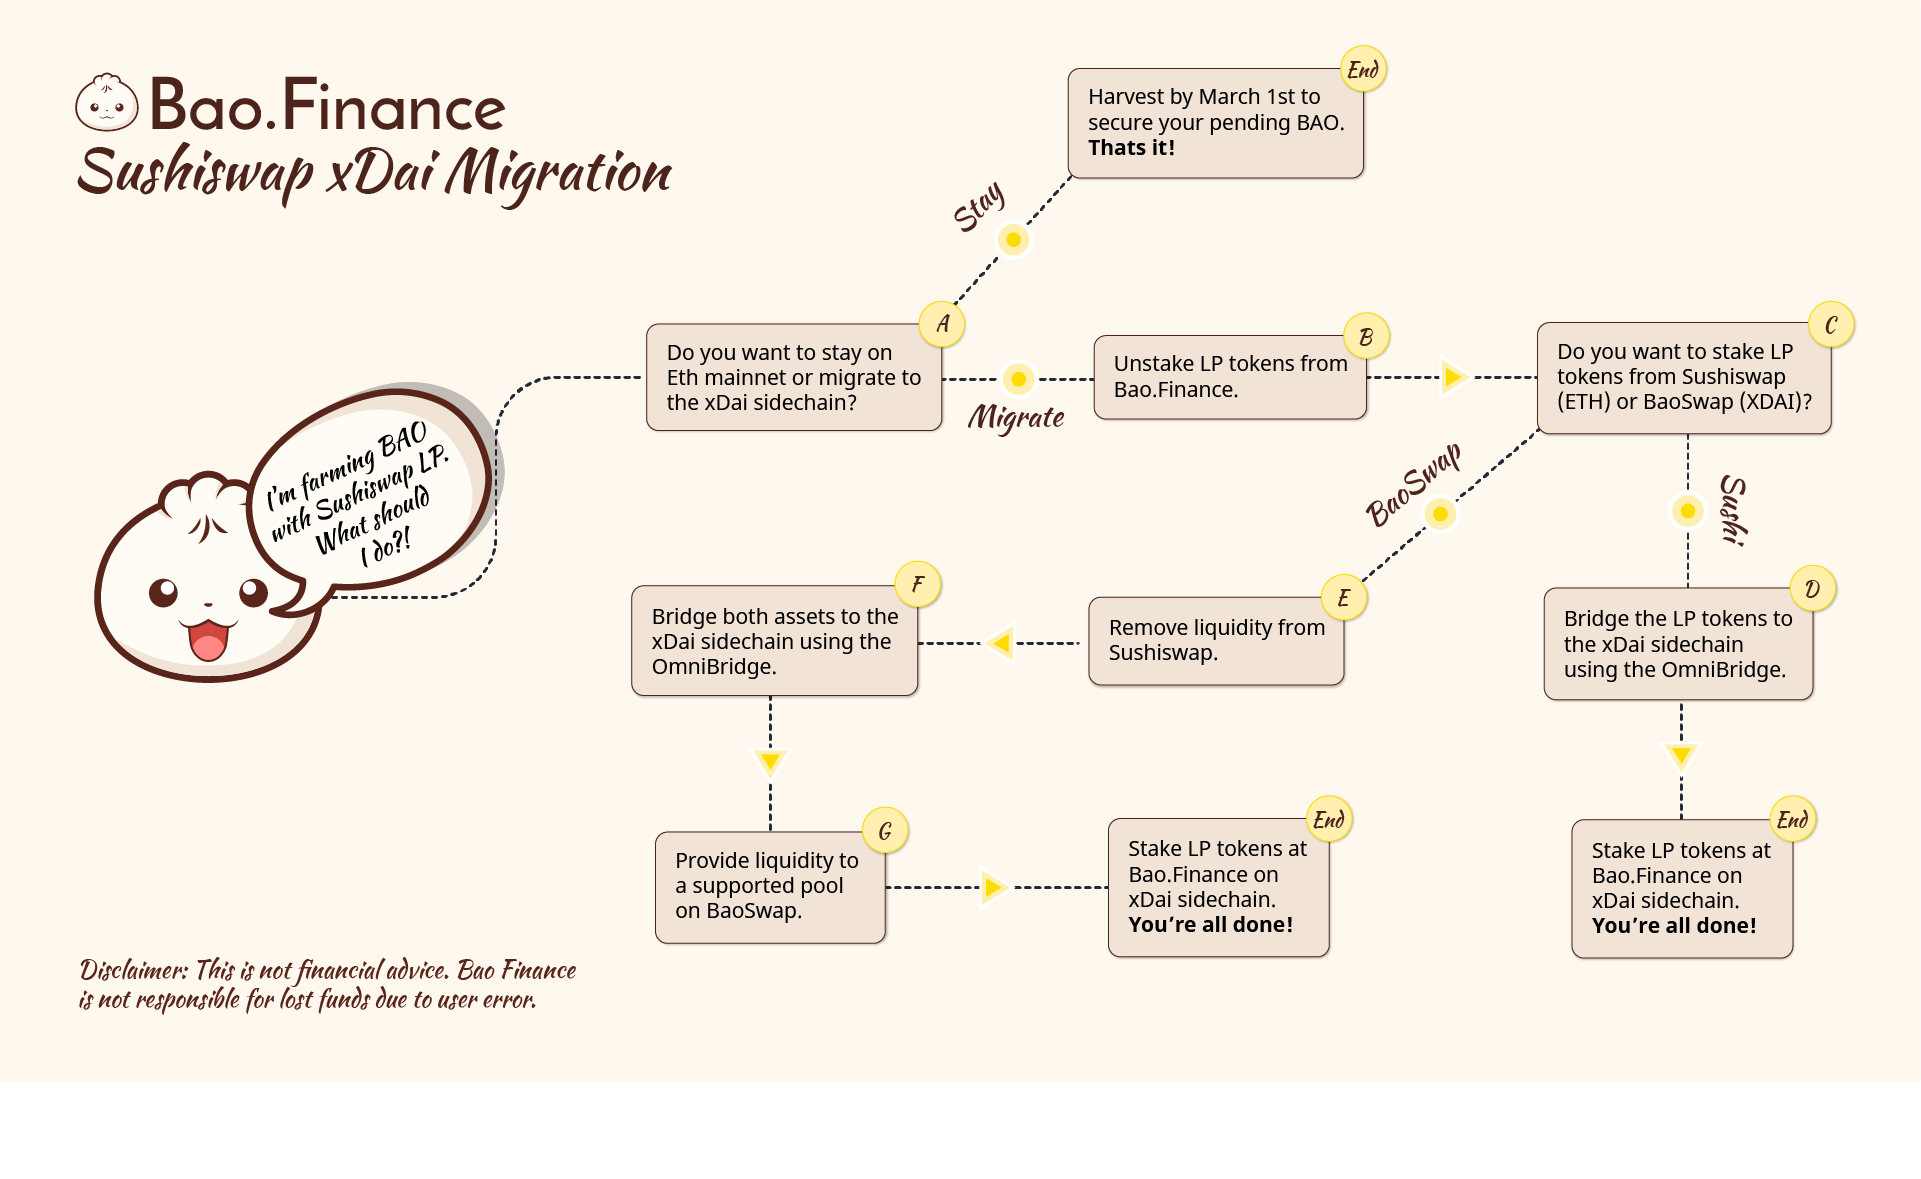 Bao.Finance
Sushiswap xDai Migration
End
Harvest by March 1st to
secure your pending BAO.
Thats it!
Stay
A
Do you want to stay on
Eth mainnet or migrate to
the xDai sidechain?
Migrate
B
Unstake LP tokens from
Bao.Finance.
C
Do you want to stake LP
tokens from Sushiswap
(ETH) or BaoSwap (XDAI)?
I'm farming BAO
with Sushiswap LP.
What should
I do?!
BaoSwap
Sushi
F
Bridge both assets to the
xDai sidechain using the
OmniBridge.
E
Remove liquidity from
Sushiswap.
D
Bridge the LP tokens to
the xDai sidechain
using the OmniBridge.
G
Provide liquidity to
a supported pool
on BaoSwap.
End
Stake LP tokens at
Bao.Finance on
xDai sidechain.
You’re all done!
End
Stake LP tokens at
Bao.Finance on
xDai sidechain.
You’re all done!
Disclaimer: This is not financial advice. Bao Finance
is not responsible for lost funds due to user error.